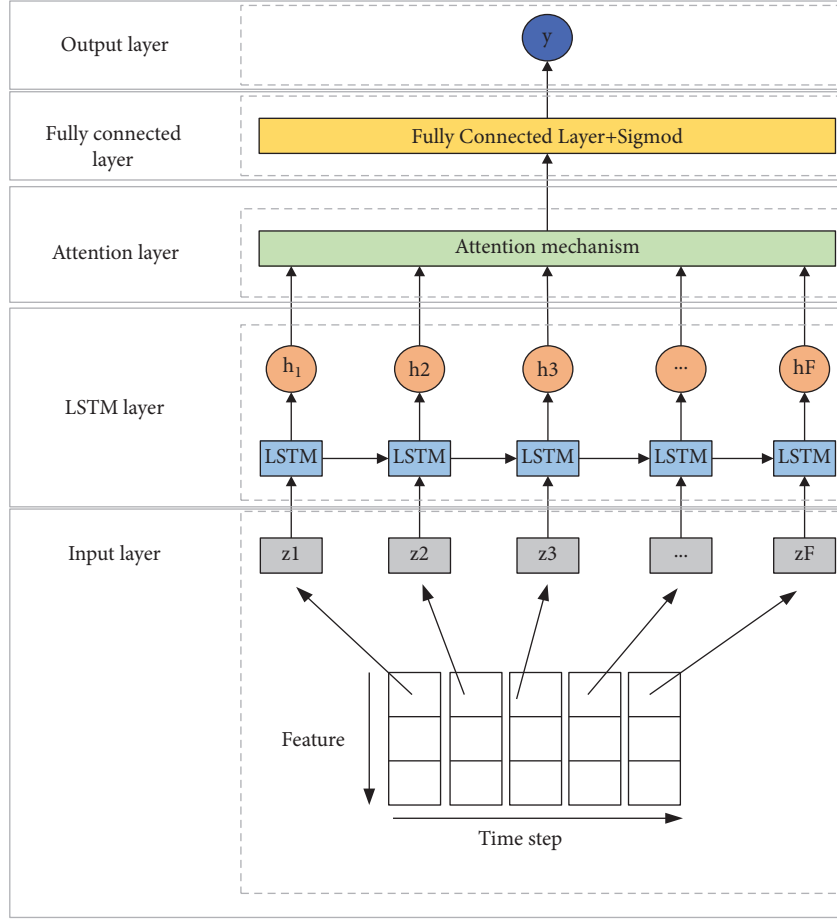 Output layer
y
Fully connected
layer
Fully Connected Layer+Sigmod
Attention layer
Attention mechanism
LSTM layer
h₁ h2 h3 ... hF
LSTM LSTM LSTM LSTM LSTM
Input layer
z1 z2 z3 ... zF
Feature
Time step